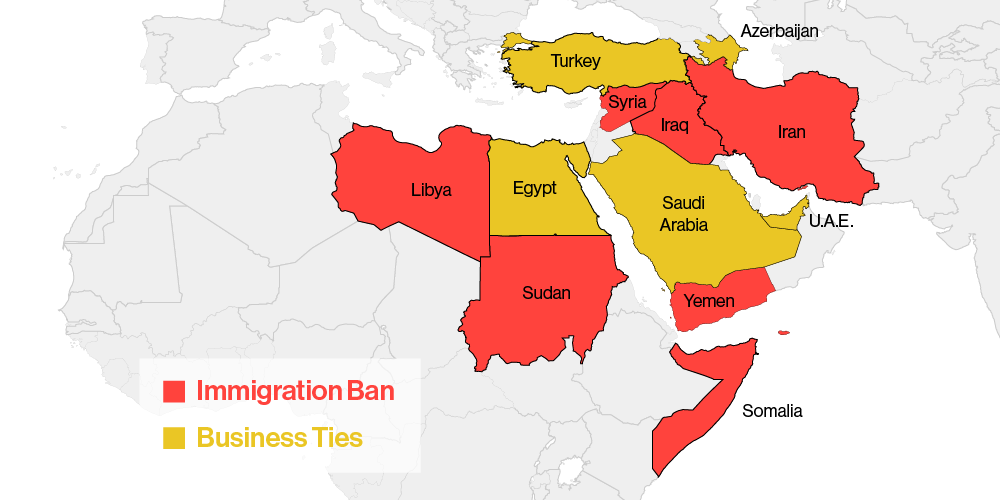 Azerbaijan
Turkey
Syria
Iraq
Iran
Libya
Egypt
Saudi
Arabia
U.A.E.
Sudan
Yemen
Somalia
Immigration Ban
Business Ties